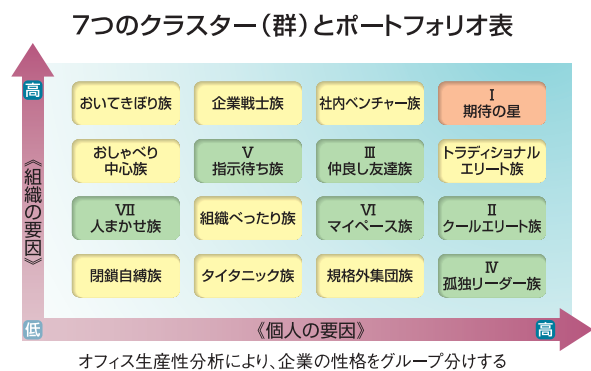 7つのクラスター（群）とポートフォリオ表
高
《組織の要因》
おいてきぼり族
企業戦士族
社内ベンチャー族
Ⅰ
期待の星
おしゃべり
中心族
Ⅴ
指示待ち族
Ⅲ
仲良し友達族
トラディショナル
エリート族
Ⅶ
人まかせ族
組織べったり族
Ⅵ
マイペース族
Ⅱ
クールエリート族
閉鎖自縛族
タイタニック族
規格外集団族
Ⅳ
孤独リーダー族
低
《個人の要因》
高
オフィス生産性分析により、企業の性格をグループ分けする